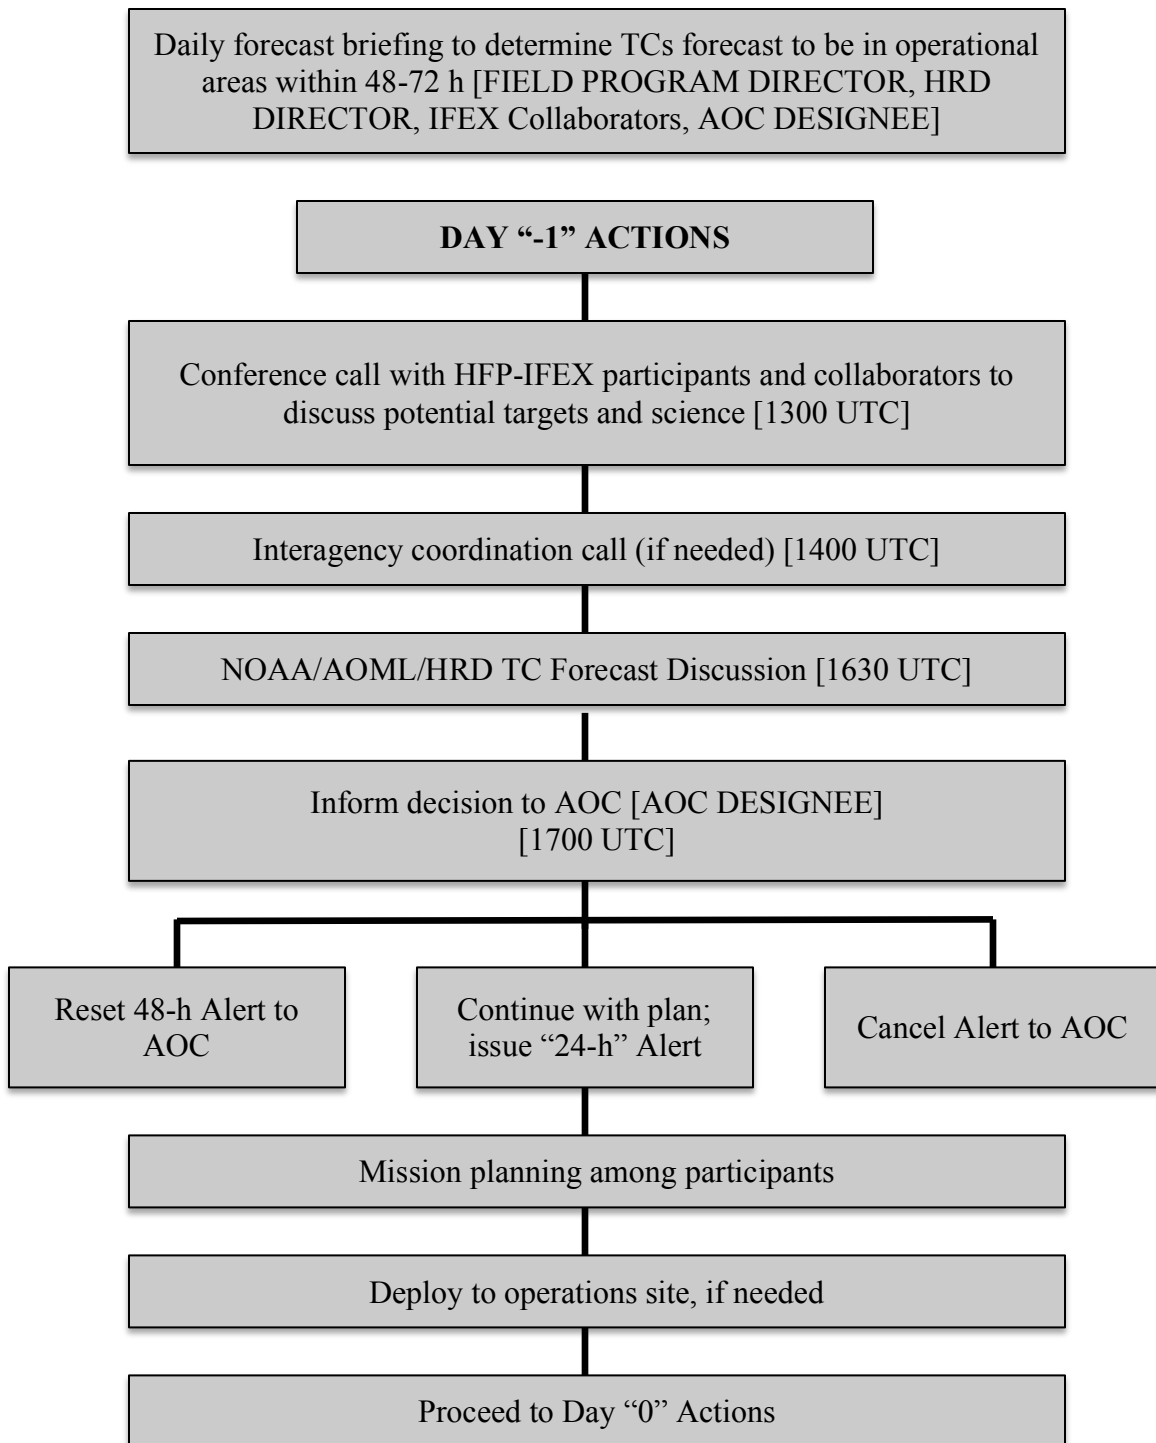 Daily forecast briefing to determine TCs forecast to be in operational
areas within 48-72 h [FIELD PROGRAM DIRECTOR, HRD
DIRECTOR, IFEX Collaborators, AOC DESIGNEE]
DAY “-1” ACTIONS
Conference call with HFP-IFEX participants and collaborators to
discuss potential targets and science [1300 UTC]
Interagency coordination call (if needed) [1400 UTC]
NOAA/AOML/HRD TC Forecast Discussion [1630 UTC]
Inform decision to AOC [AOC DESIGNEE]
[1700 UTC]
Reset 48-h Alert to
AOC
Continue with plan;
issue “24-h” Alert
Cancel Alert to AOC
Mission planning among participants
Deploy to operations site, if needed
Proceed to Day “0” Actions